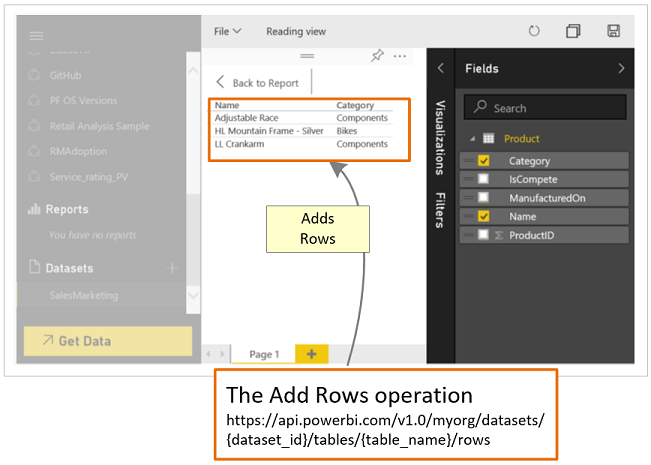 File
Reading view
GitHub
PF OS Versions
Retail Analysis Sample
RMAdoption
Service_rating_PV
Reports
You have no reports
Datasets
SalesMarketing
Get Data
Back to Report
Name Category
Adjustable Race Components
HL Mountain Frame - Silver Bikes
LL Crankarm Components
Adds
Rows
Page 1
Visualizations
Filters
Fields
Search
Product
Category
IsCompete
ManufacturedOn
Name
ProductID
The Add Rows operation
https://api.powerbi.com/v1.0/myorg/datasets/
{dataset_id}/tables/{table_name}/rows